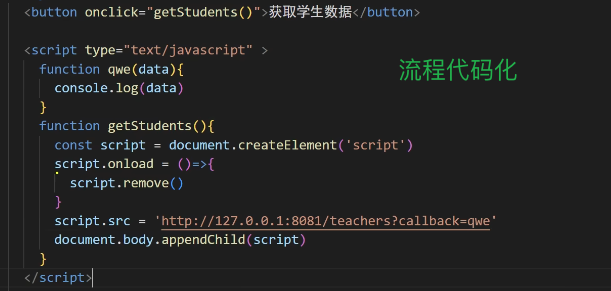 <button onclick="getStudents()">获取学生数据</button>
<script type="text/javascript" >
function qwe(data){
console.log(data)
}
流程代码化
function getStudents(){
const script = document.createElement('script')
script.onload = ()=>{
script.remove()
}
script.src = 'http://127.0.0.1:8081/teachers?callback=qwe'
document.body.appendChild(script)
}
</script>